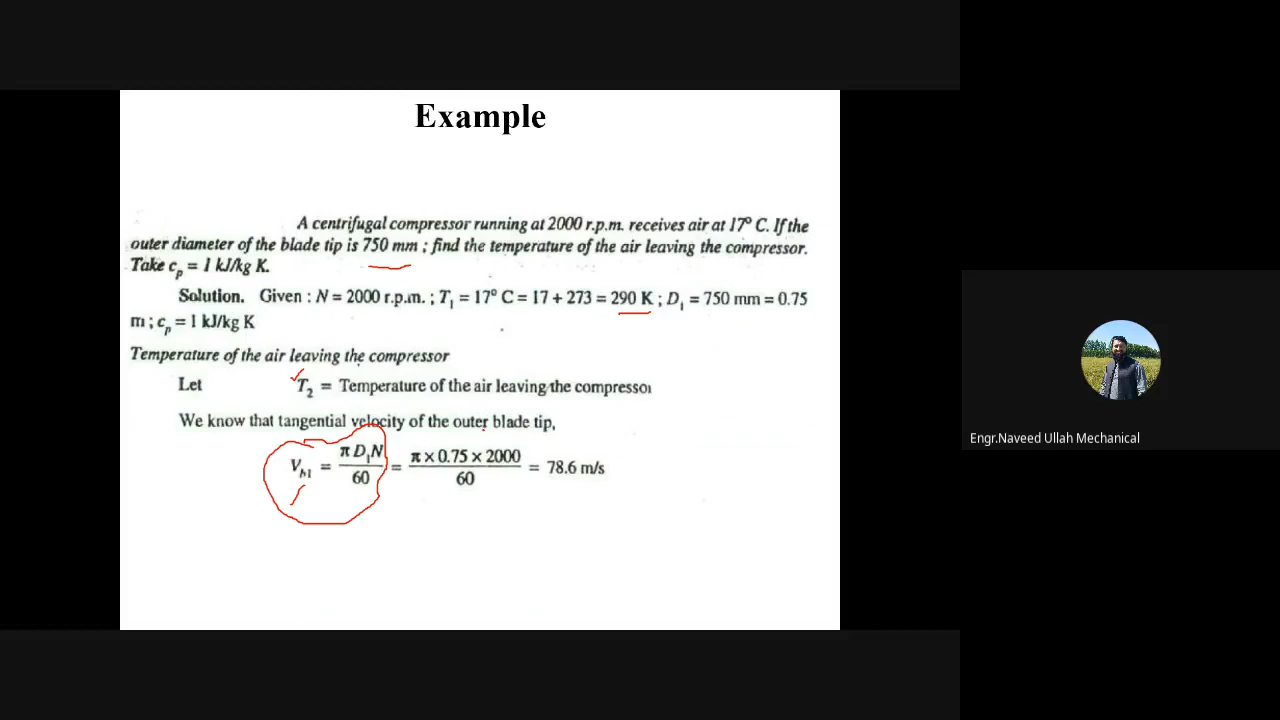 Example
A centrifugal compressor running at 2000 r.p.m. receives air at 17° C. If the
outer diameter of the blade tip is 750 mm ; find the temperature of the air leaving the compressor.
Take cp = 1 kJ/kg K.
Solution. Given : N = 2000 r.p.m. ; T1 = 17° C = 17 + 273 = 290 K ; D1 = 750 mm = 0.75
m ; cp = 1 kJ/kg K
Temperature of the air leaving the compressor
Let T2 = Temperature of the air leaving the compressor
We know that tangential velocity of the outer blade tip,
Vb1 = π D1N / 60 = π × 0.75 × 2000 / 60 = 78.6 m/s
Engr.Naveed Ullah Mechanical